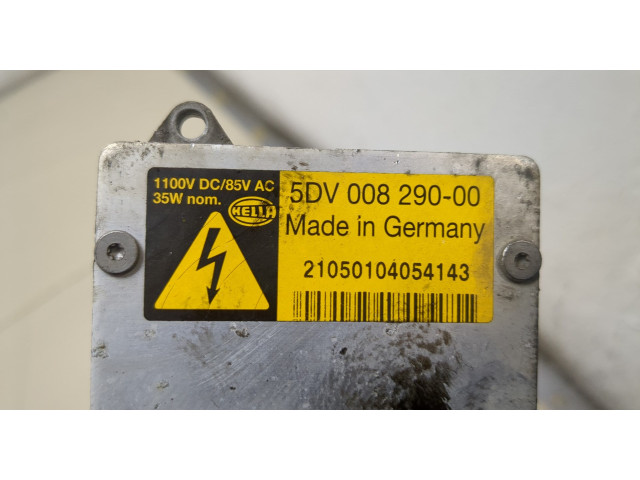 1100V DC/85V AC
35W nom.
HELLA
5DV 008 290-00
Made in Germany
21050104054143